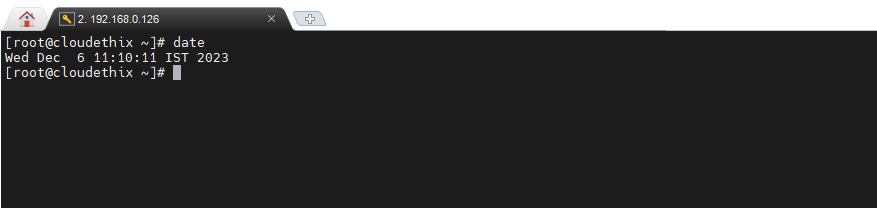 2. 192.168.0.126
[root@cloudethix ~]# date
Wed Dec  6 11:10:11 IST 2023
[root@cloudethix ~]#